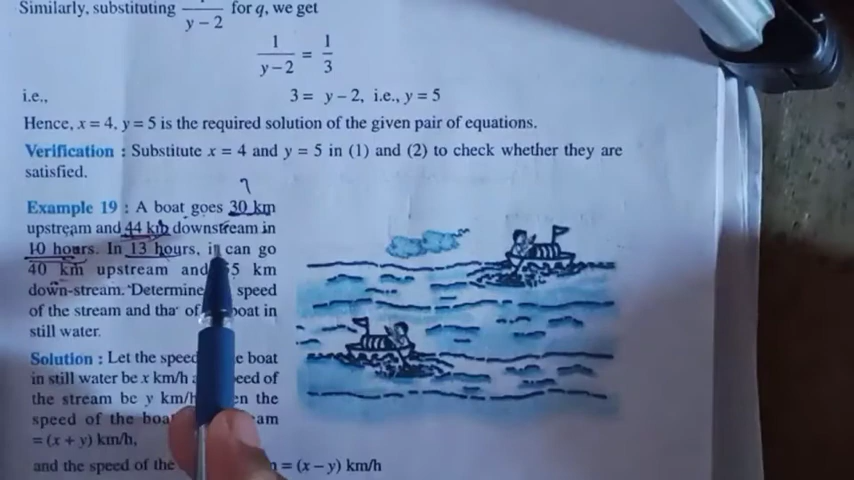 Similarly, substituting 1/(y – 2) for q, we get
1/(y – 2) = 1/3
i.e., 3 = y – 2, i.e., y = 5
Hence, x = 4, y = 5 is the required solution of the given pair of equations.
Verification : Substitute x = 4 and y = 5 in (1) and (2) to check whether they are
satisfied.
Example 19 : A boat goes 30 km
upstream and 44 km downstream in
10 hours. In 13 hours, it can go
40 km upstream and 5 km
down-stream. Determine speed
of the stream and that of boat in
still water.
Solution : Let the speed boat
in still water be x km/h of
the stream be y km/h the
speed of the
= (x + y) km/h,
and the speed of the = (x – y) km/h